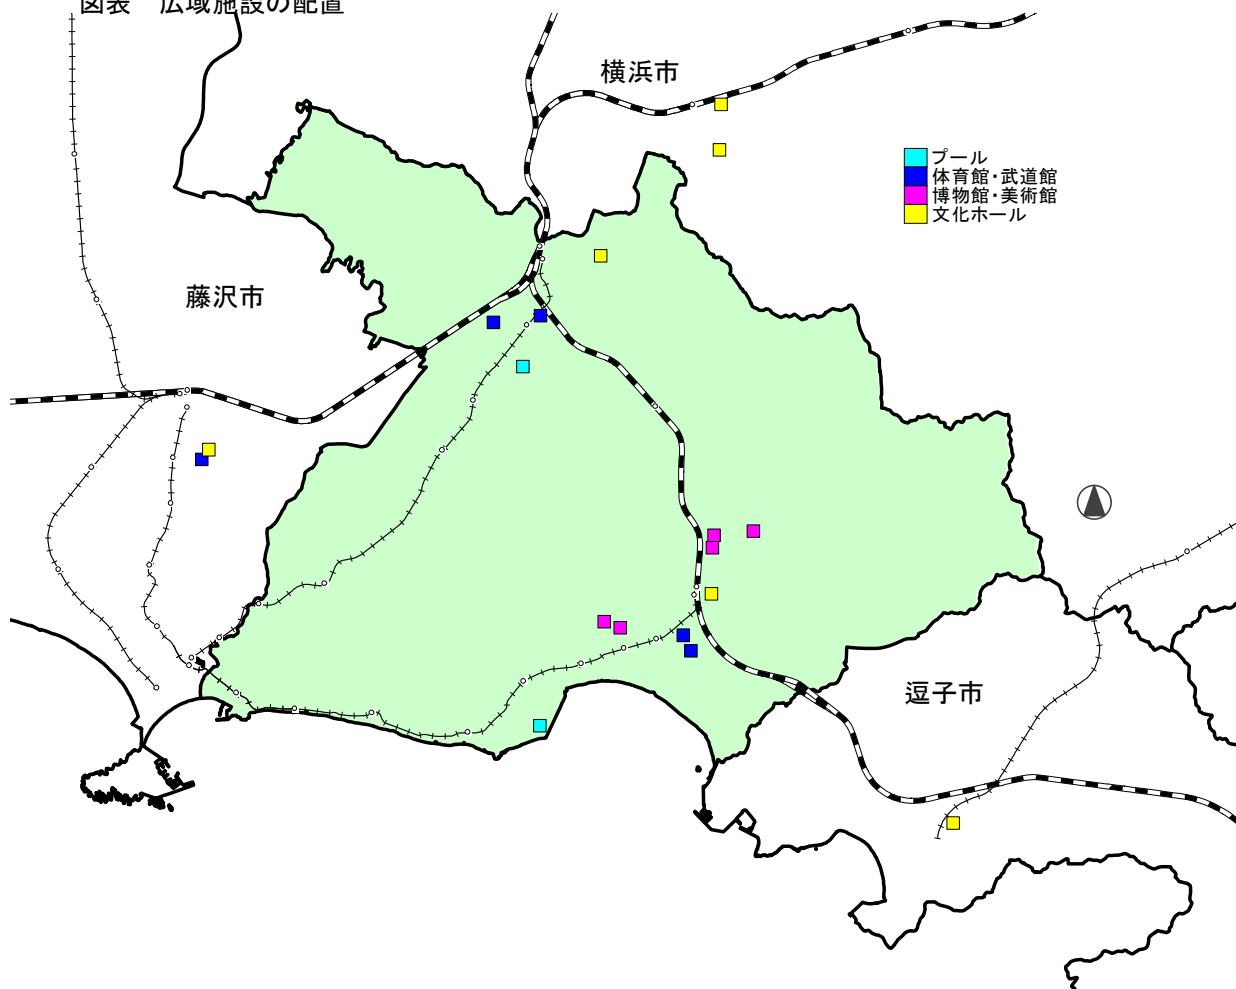 図表　広域施設の配置
横浜市
プール
体育館・武道館
博物館・美術館
文化ホール
藤沢市
逗子市